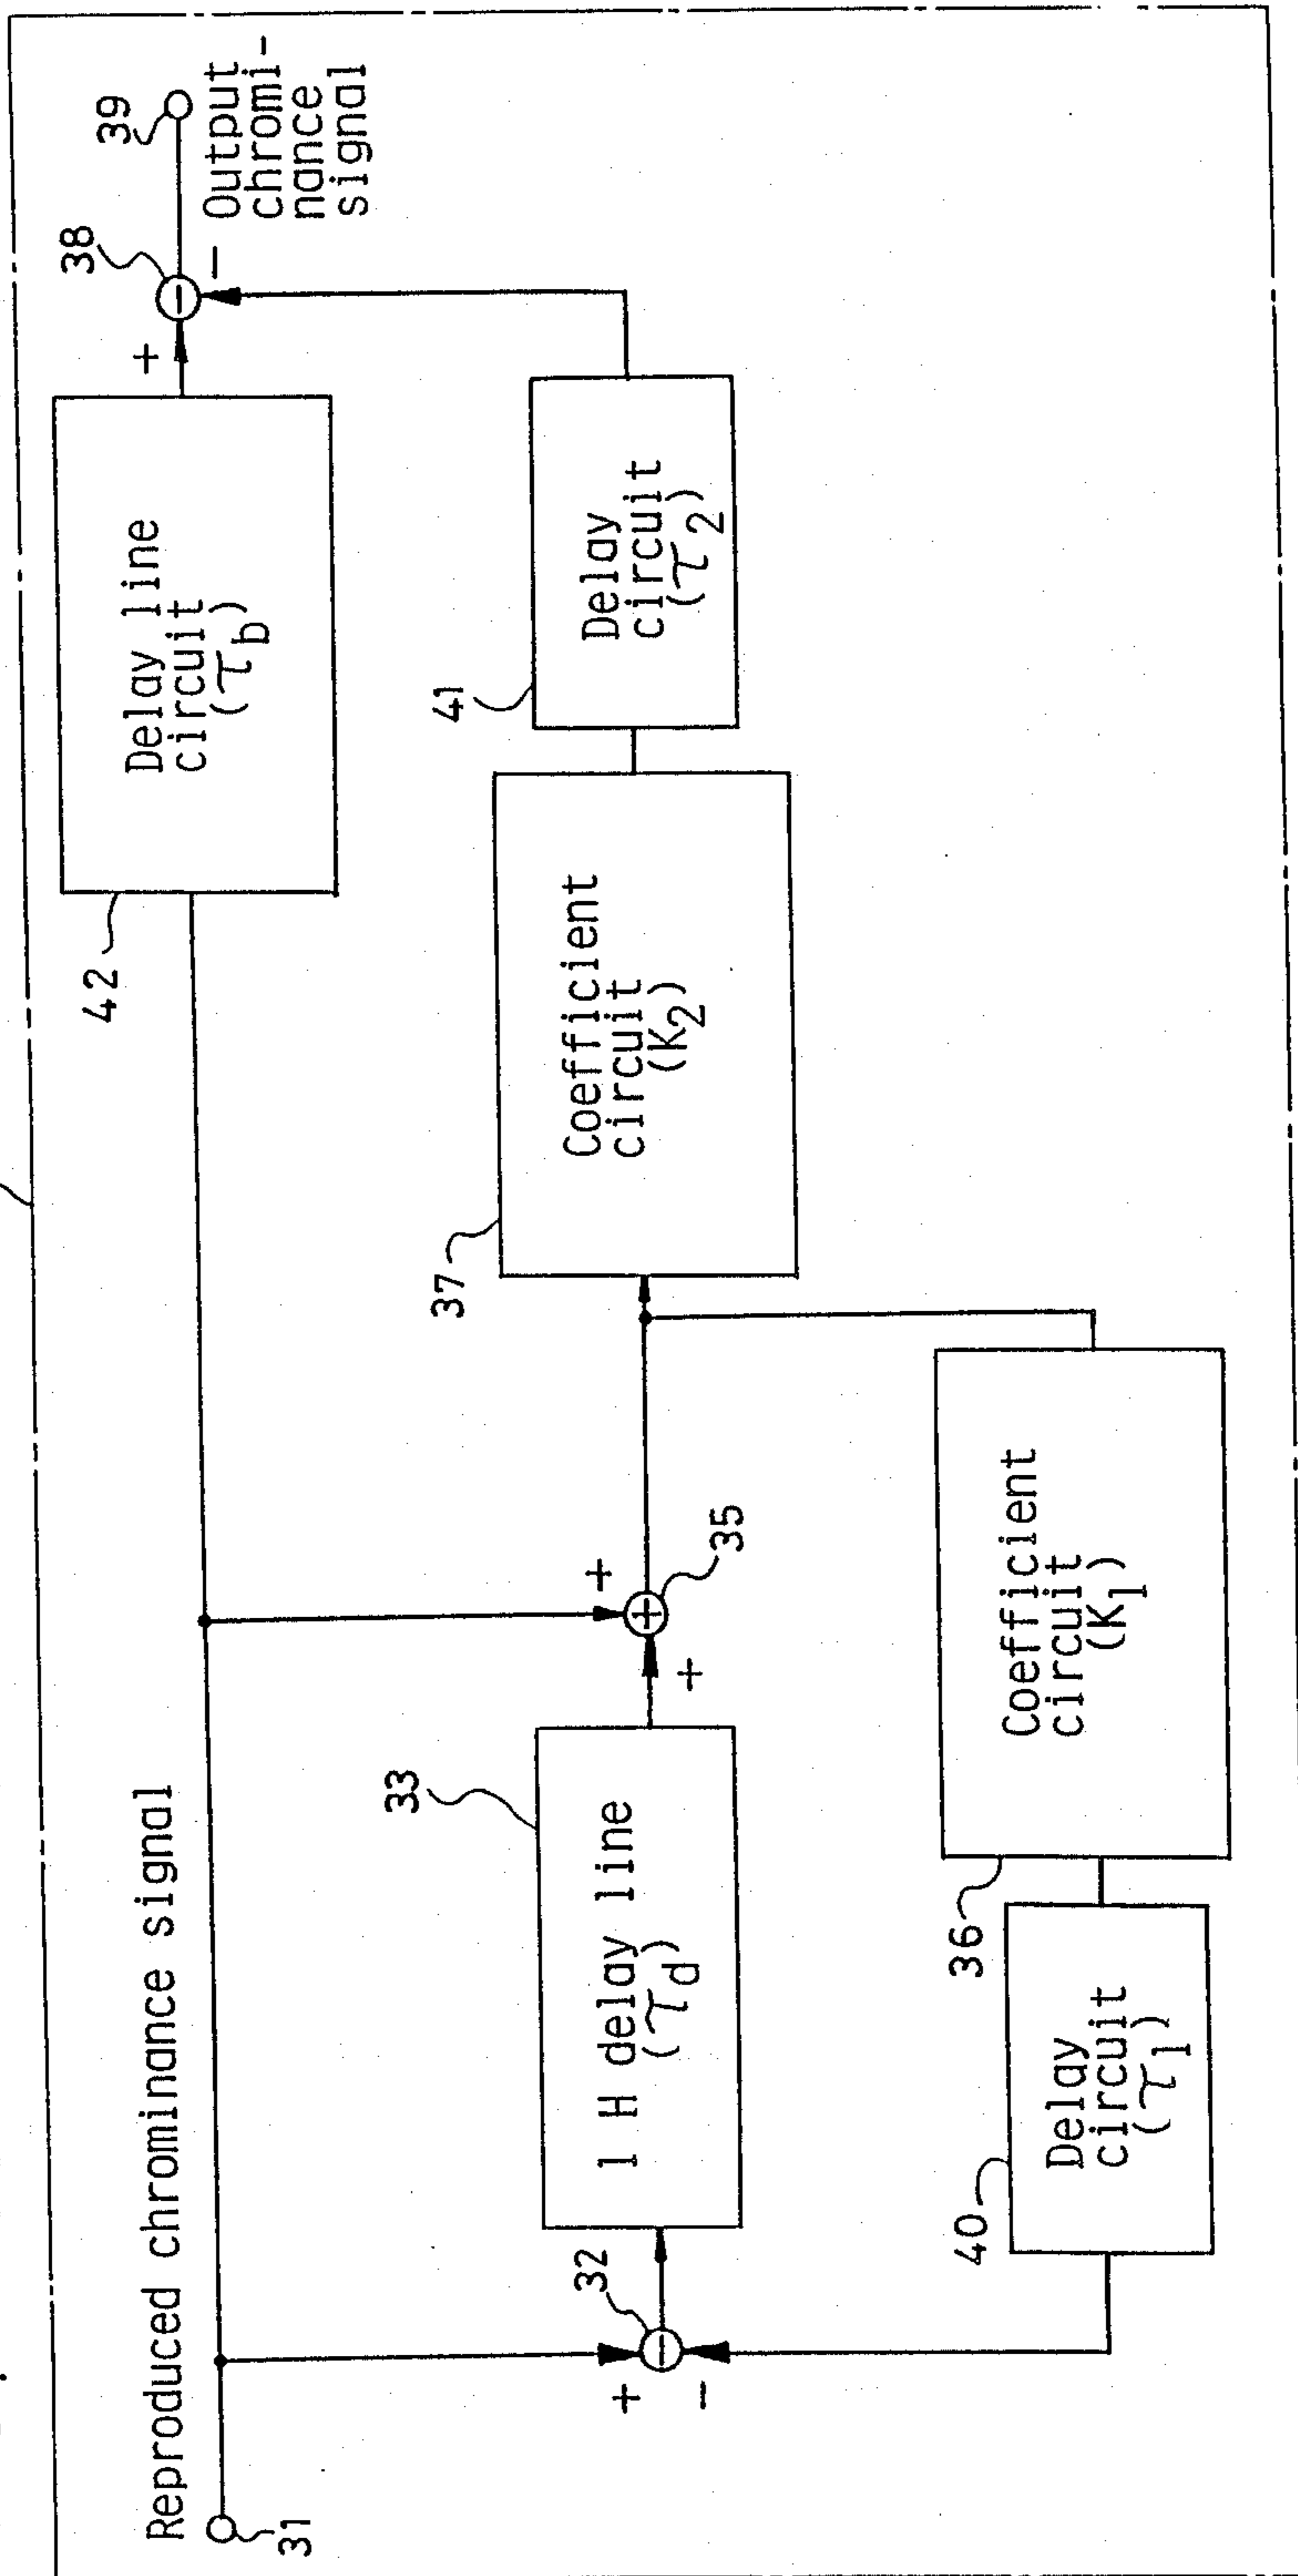 Reproduced chrominance signal
31
32
+
-
1 H delay line
(τd)
33
+
+
+
35
40
Delay
circuit
(τ1)
36
Coefficient
circuit
(K1)
37
Coefficient
circuit
(K2)
41
Delay
circuit
(τ2)
42
Delay line
circuit
(τb)
+
-
-
38
39
Output
chromi-
nance
signal